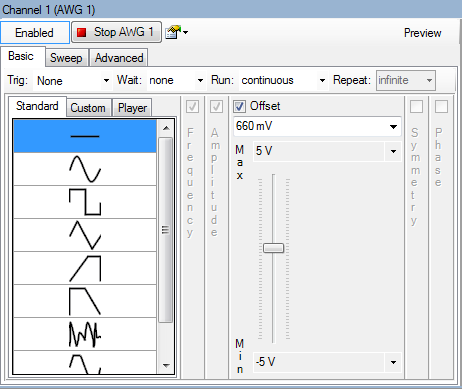 Channel 1 (AWG 1)
Enabled Stop AWG 1 Preview
Basic Sweep Advanced
Trig: None Wait: none Run: continuous Repeat: infinite
Standard Custom Player
Frequency
Amplitude
Offset
660 mV
Max
5 V
Min
-5 V
Symmetry
Phase